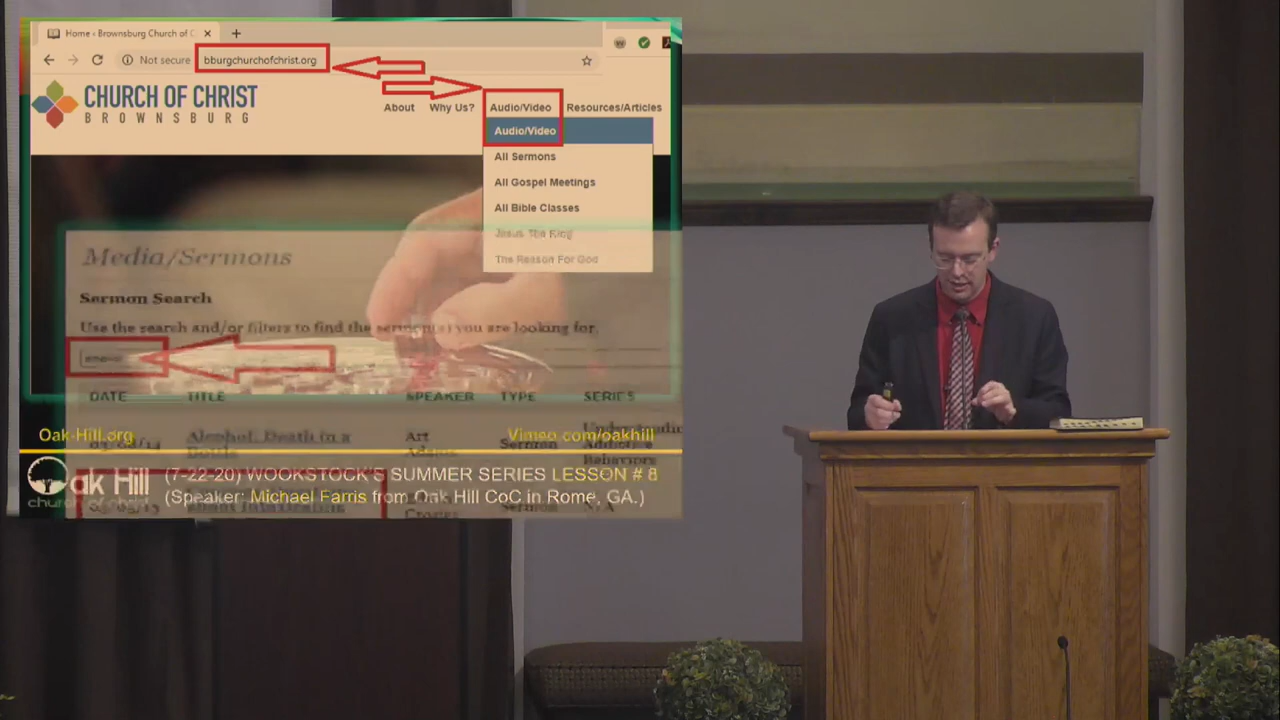 Home ‹ Brownsburg Church of C
Not secure
bburgchurchofchrist.org
CHURCH OF CHRIST
BROWNSBURG
About Why Us? Audio/Video Resources/Articles
Audio/Video
All Sermons
All Gospel Meetings
All Bible Classes
Jesus The King
The Reason For God
Media/Sermons
Sermon Search
Use the search and/or filters to find the sermon(s) you are looking for.
DATE TITLE SPEAKER TYPE SERIES
Alcohol, Death in a
Art
Sermon
Oak-Hill.org
Vimeo.com/oakhill
Oak Hill
church of christ
(7-22-20) WOOKSTOCK'S SUMMER SERIES LESSON # 8
(Speaker: Michael Farris from Oak Hill CoC in Rome, GA.)